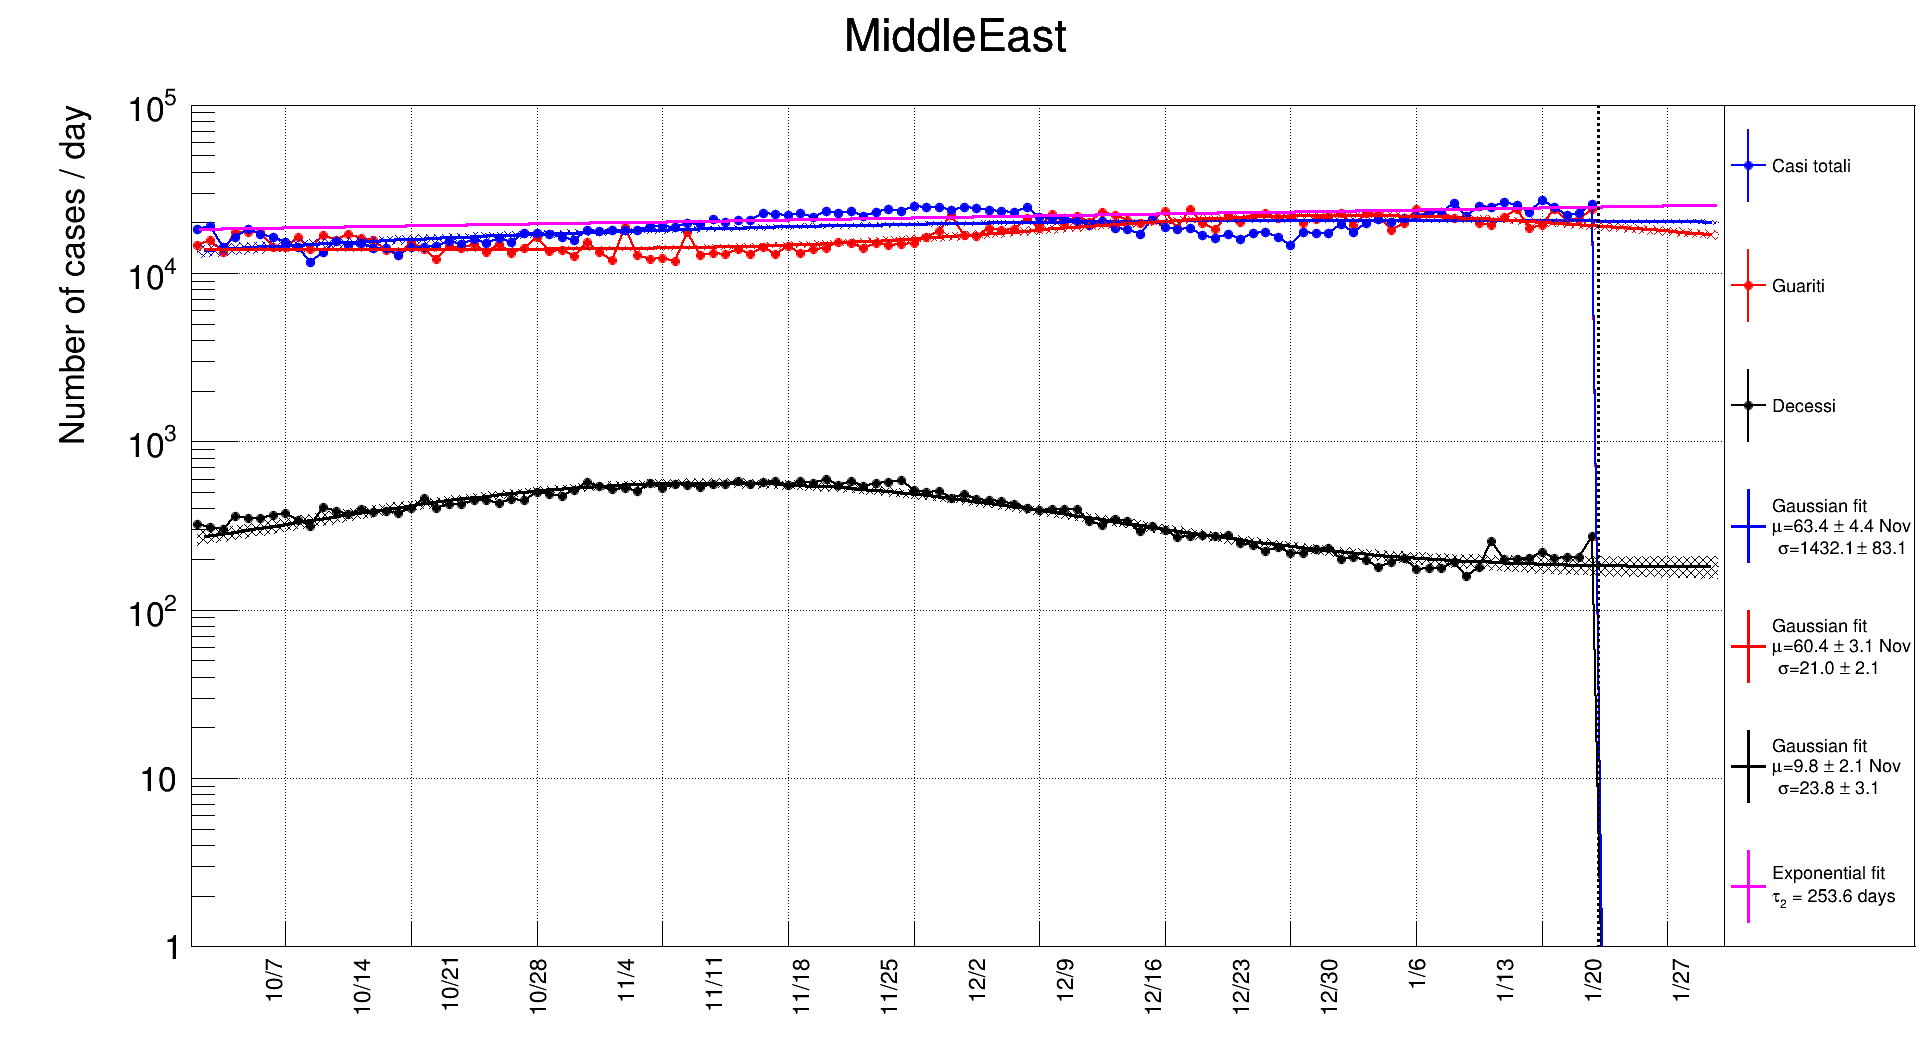 MiddleEast
Number of cases / day
10^5
10^4
10^3
10^2
10
1
10/7
10/14
10/21
10/28
11/4
11/11
11/18
11/25
12/2
12/9
12/16
12/23
12/30
1/6
1/13
1/20
1/27
Casi totali
Guariti
Decessi
Gaussian fit
μ=63.4 ± 4.4 Nov
σ=1432.1 ± 83.1
Gaussian fit
μ=60.4 ± 3.1 Nov
σ=21.0 ± 2.1
Gaussian fit
μ=9.8 ± 2.1 Nov
σ=23.8 ± 3.1
Exponential fit
τ₂ = 253.6 days